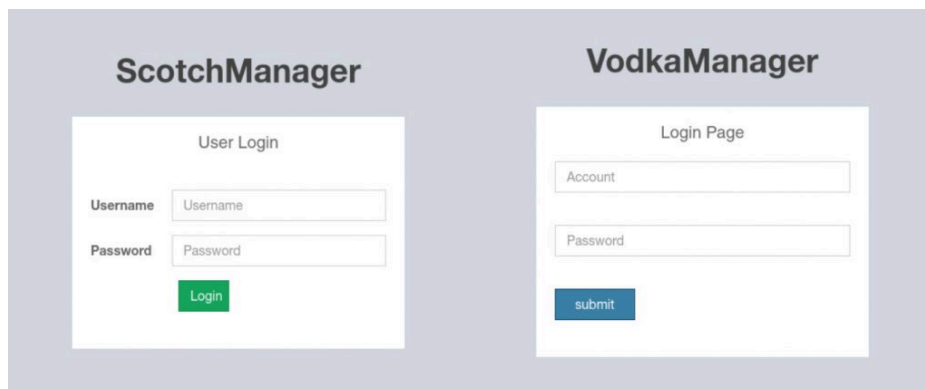 ScotchManager
User Login
Username Username
Password Password
Login
VodkaManager
Login Page
Account
Password
submit